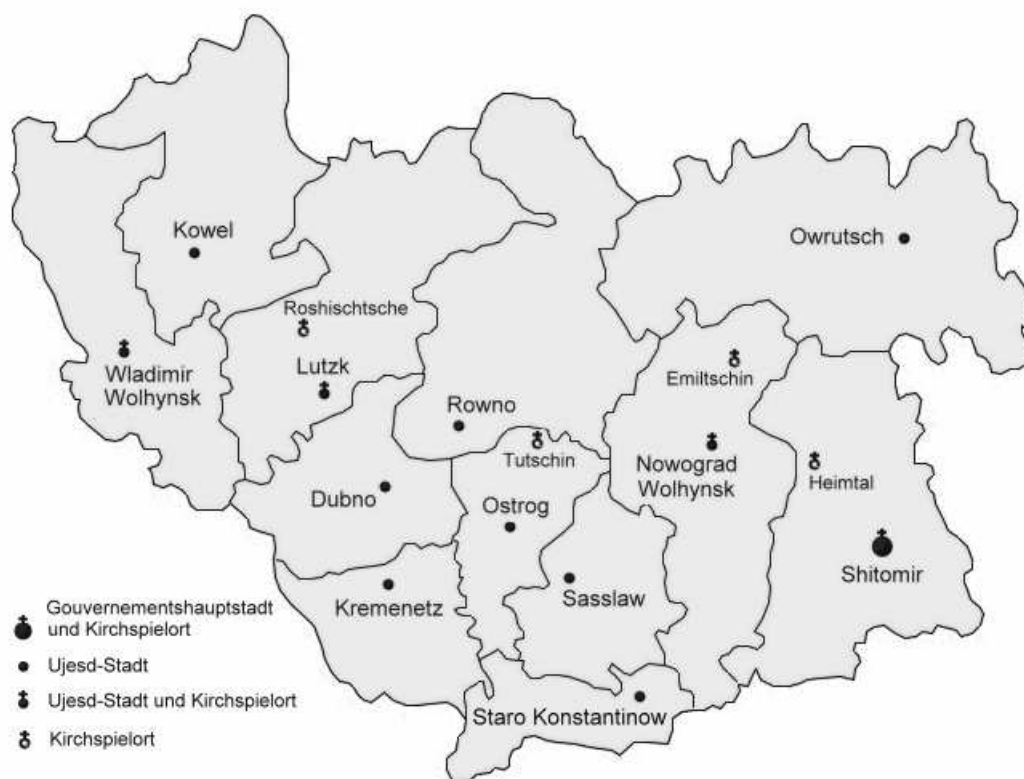 Kowel
Owrutsch
Roshischtsche
Lutzk
Wladimir
Wolhynsk
Emiltschin
Rowno
Tutschin
Nowograd
Wolhynsk
Heimtal
Dubno
Ostrog
Shitomir
Kremenetz
Sasslaw
Staro Konstantinow
Gouvernementshauptstadt
und Kirchspielort
Ujesd-Stadt
Ujesd-Stadt und Kirchspielort
Kirchspielort